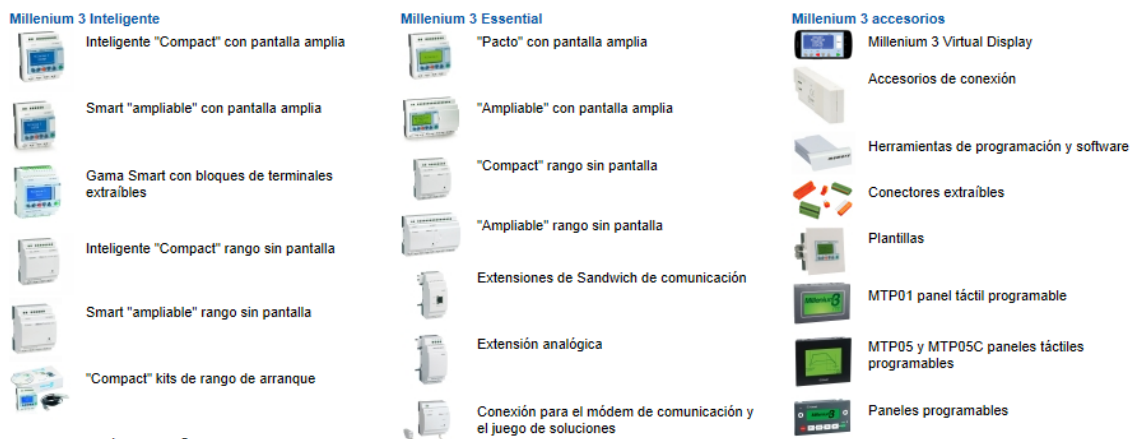 Millenium 3 Inteligente
Inteligente "Compact" con pantalla amplia
Smart "ampliable" con pantalla amplia
Gama Smart con bloques de terminales
extraíbles
Inteligente "Compact" rango sin pantalla
Smart "ampliable" rango sin pantalla
"Compact" kits de rango de arranque
Millenium 3 Essential
"Pacto" con pantalla amplia
"Ampliable" con pantalla amplia
"Compact" rango sin pantalla
"Ampliable" rango sin pantalla
Extensiones de Sandwich de comunicación
Extensión analógica
Conexión para el módem de comunicación y
el juego de soluciones
Millenium 3 accesorios
Millenium 3 Virtual Display
Accesorios de conexión
Herramientas de programación y software
Conectores extraíbles
Plantillas
MTP01 panel táctil programable
Millenium 3
MTP05 y MTP05C paneles táctiles
programables
Paneles programables